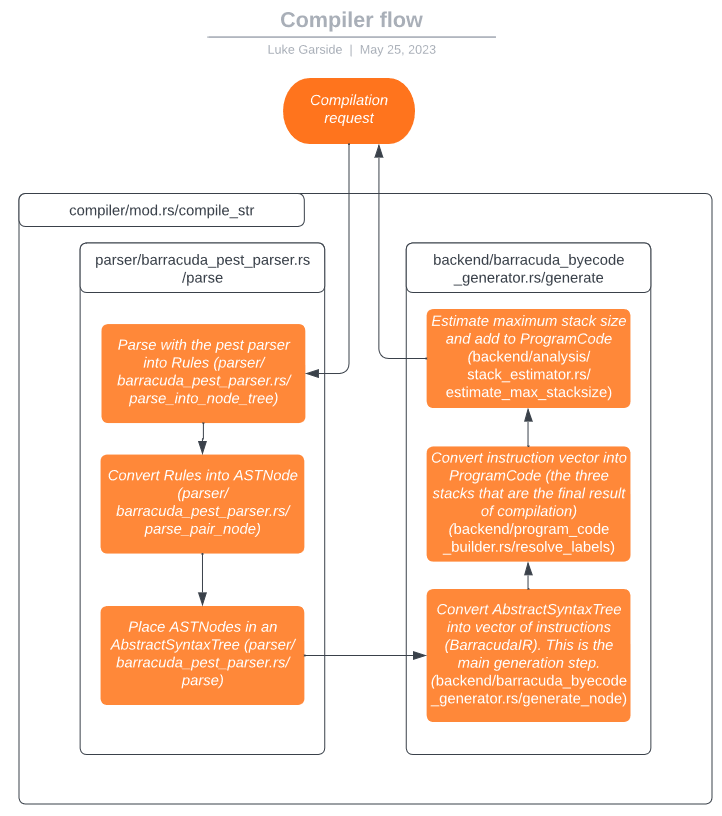 Compiler flow
Luke Garside | May 25, 2023
Compilation
request
compiler/mod.rs/compile_str
parser/barracuda_pest_parser.rs
/parse
Parse with the pest parser
into Rules (parser/
barracuda_pest_parser.rs/
parse_into_node_tree)
Convert Rules into ASTNode
(parser/
barracuda_pest_parser.rs/
parse_pair_node)
Place ASTNodes in an
AbstractSyntaxTree (parser/
barracuda_pest_parser.rs/
parse)
backend/barracuda_byecode
_generator.rs/generate
Estimate maximum stack size
and add to ProgramCode
(backend/analysis/
stack_estimator.rs/
estimate_max_stacksize)
Convert instruction vector into
ProgramCode (the three
stacks that are the final result
of compilation)
(backend/program_code
_builder.rs/resolve_labels)
Convert AbstractSyntaxTree
into vector of instructions
(BarracudaIR). This is the
main generation step.
(backend/barracuda_byecode
_generator.rs/generate_node)